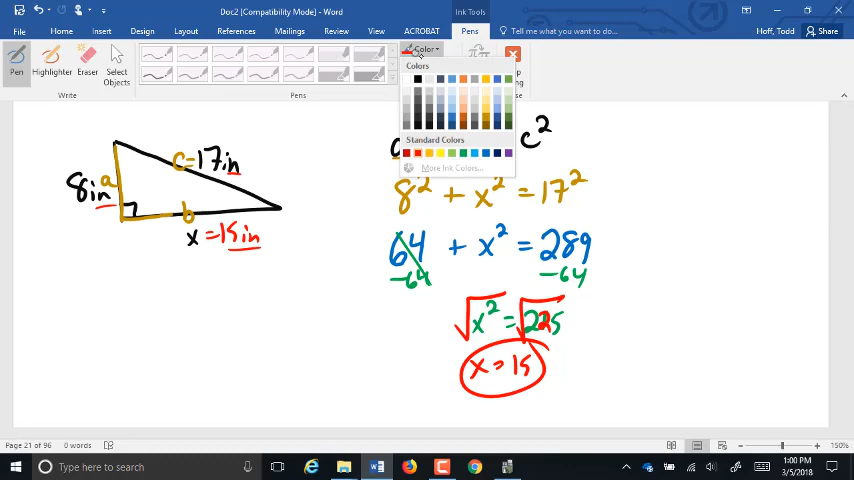 Doc2 [Compatibility Mode] - Word
Ink Tools
Hoff, Todd
File Home Insert Design Layout References Mailings Review View ACROBAT Pens Tell me what you want to do...
Share
Pen Highlighter Eraser Select Objects
Color
Write Pens
Colors
Standard Colors
More Ink Colors...
c²
c=17in
8in a
b
x =15in
8² + x² = 17²
64 + x² = 289
-64 -64
√x² = √225
x = 15
Page 21 of 96 0 words
150%
Type here to search
1:00 PM
3/5/2018